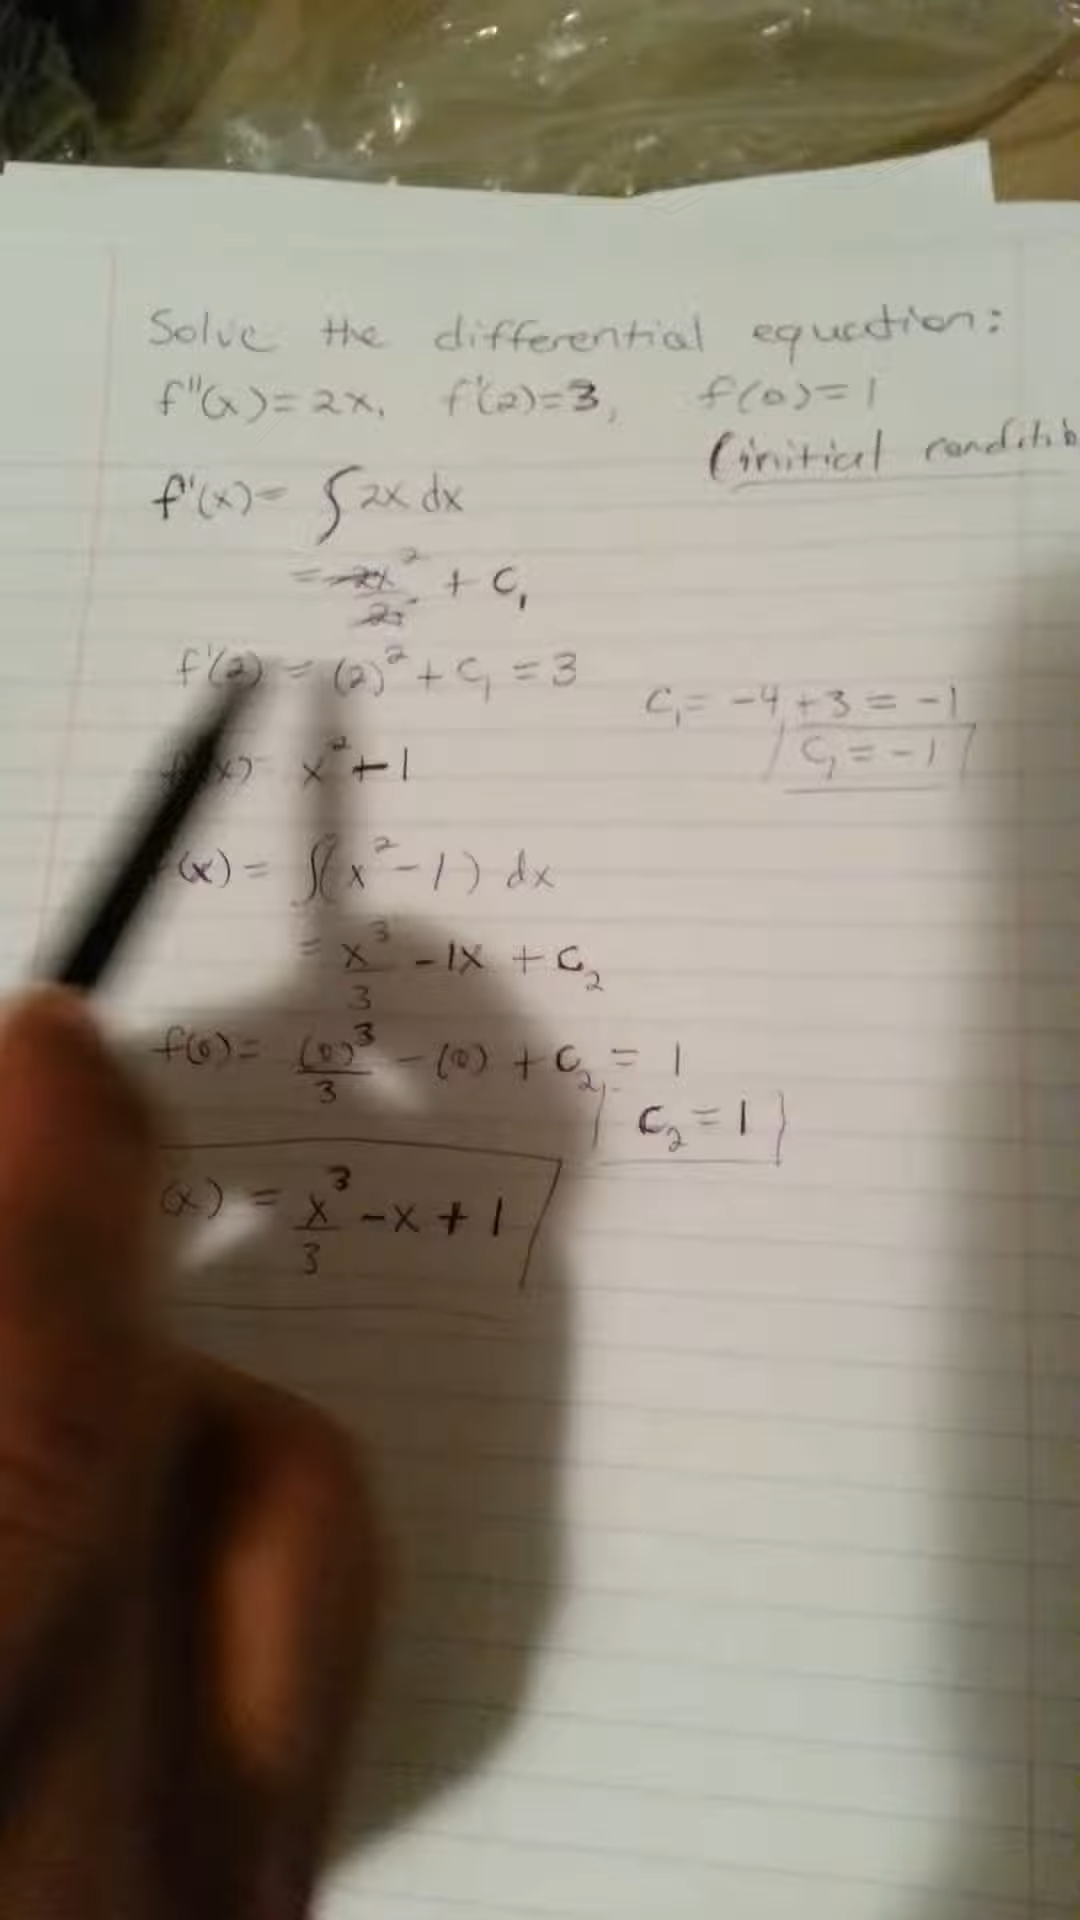 Solve the differential equation:
f''(x) = 2x, f'(2)=3, f(0)=1
(initial
f'(x) = ∫2x dx
= 2x²/2 + C₁
f'(2) = (2)² + C₁ = 3
C₁ = -4 + 3 = -1
C₁ = -1
(x) = x² - 1
(x) = ∫(x² - 1) dx
= x³/3 - 1x + C₂
f(0) = (0)³/3 - (0) + C₂ = 1
C₂ = 1
(x) = x³/3 - x + 1